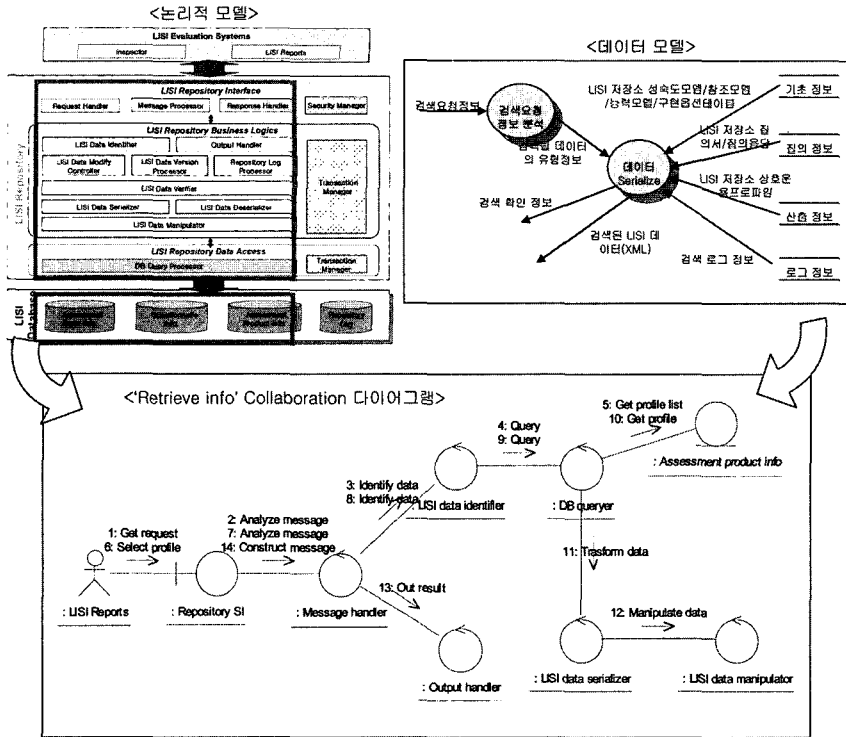 <논리적 모델>
LISI Evaluation Systems
Inspector
LISI Reports
LISI Repository
LISI Repository Interface
Request Handler
Message Processor
Response Handler
Security Manager
LISI Repository Business Logics
LISI Data Identifier
Output Handler
LISI Data Modify Controller
LISI Data Version Processor
Repository Log Processor
Transaction Manager
LISI Data Verifier
LISI Data Serializer
LISI Data Deserializer
LISI Data Manipulator
LISI Repository Data Access
DB Query Processor
Transaction Manager
LISI Database
<데이터 모델>
검색요청정보
검색요청
정보 분석
데이터
의 유형정보
데이터
Serialize
LISI 저장소 성숙도모델/참조모델
/능력모델/구현옵션테이블
기초 정보
LISI 저장소 질
의서/질의응답
질의 정보
LISI 저장소 상호운
용프로파일
산출 정보
검색 확인 정보
검색된 LISI 데
이터(XML)
검색 로그 정보
로그 정보
<'Retrieve info' Collaboration 다이어그램>
1: Get request
6: Select profile
2: Analyze message
7: Analyze message
14: Construct message
3: Identify data
8: Identify data
4: Query
9: Query
5: Get profile list
10: Get profile
: Assessment product info
: LISI data identifier
: DB queryer
11: Trasform data
13: Out result
12: Manipulate data
: LISI Reports
: Repository SI
: Message handler
: Output handler
: LISI data serializer
: LISI data manipulator